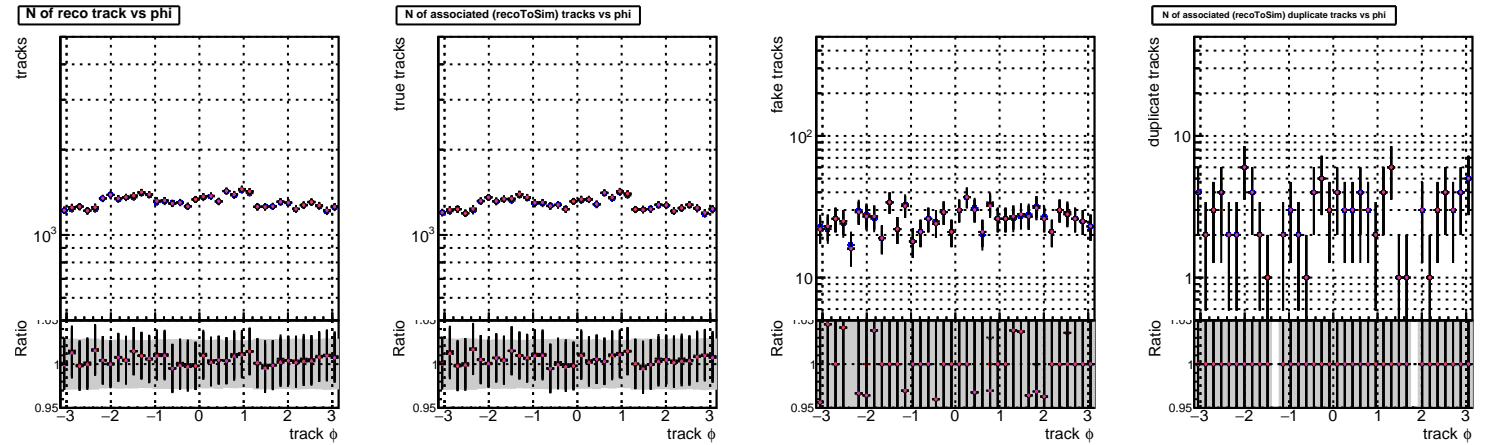 N of reco track vs phi
tracks
10³
Ratio
1
0.95
−3 −2 −1 0 1 2 3
track ϕ
N of associated (recoToSim) tracks vs phi
true tracks
10³
Ratio
1
0.95
−3 −2 −1 0 1 2 3
track ϕ
fake tracks
10²
10
Ratio
1
0.95
−3 −2 −1 0 1 2 3
track ϕ
N of associated (recoToSim) duplicate tracks vs phi
duplicate tracks
10
1
Ratio
1
0.95
−3 −2 −1 0 1 2 3
track ϕ